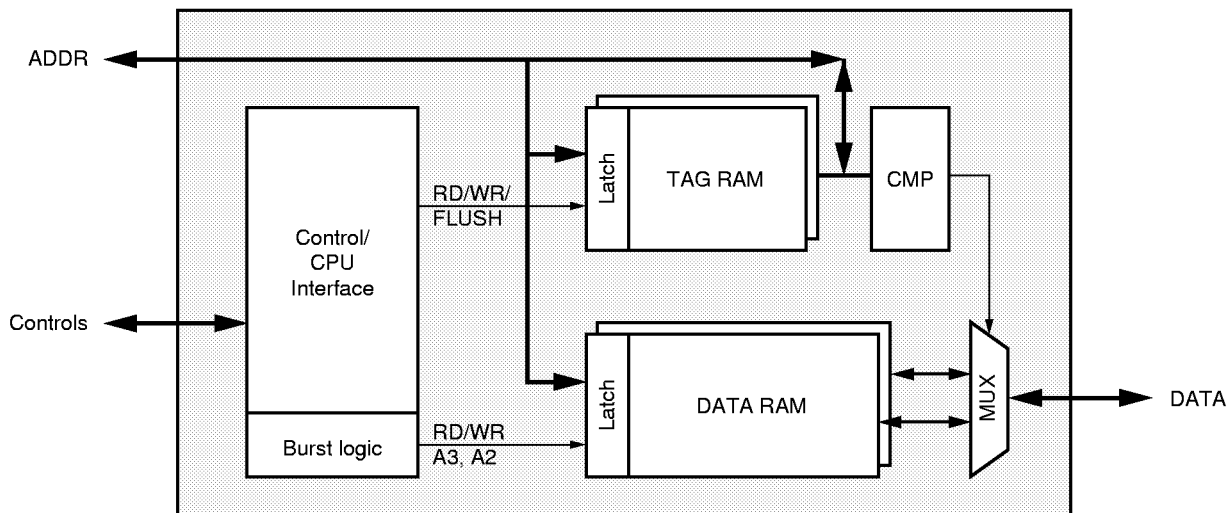 ADDR
Latch
TAG RAM
CMP
RD/WR/
FLUSH
Control/
CPU
Interface
Controls
Latch
DATA RAM
MUX
DATA
Burst logic
RD/WR
A3, A2